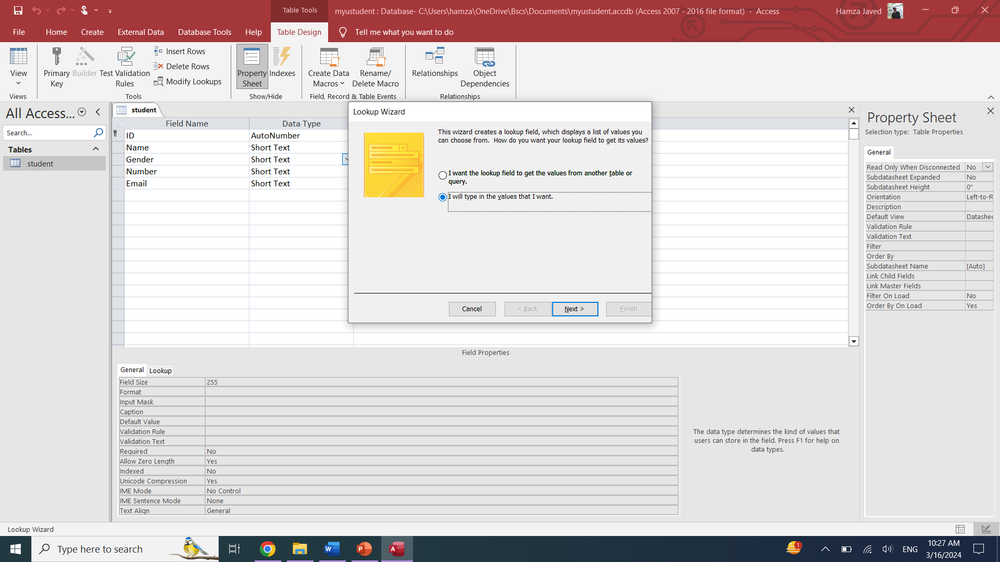 Table Tools
myustudent : Database- C:\Users\hamza\OneDrive\Bscs\Documents\myustudent.accdb (Access 2007 - 2016 file format) - Access
Hamza Javed
File
Home
Create
External Data
Database Tools
Help
Table Design
Tell me what you want to do
View
Primary Key
Builder
Test Validation Rules
Insert Rows
Delete Rows
Modify Lookups
Property Sheet
Indexes
Create Data Macros
Rename/ Delete Macro
Relationships
Object Dependencies
Views
Tools
Show/Hide
Field, Record & Table Events
Relationships
All Access...
Search...
Tables
student
student
Field Name
Data Type
ID
AutoNumber
Name
Short Text
Gender
Short Text
Number
Short Text
Email
Short Text
Lookup Wizard
This wizard creates a lookup field, which displays a list of values you
can choose from. How do you want your lookup field to get its values?
I want the lookup field to get the values from another table or
query.
I will type in the values that I want.
Cancel
< Back
Next >
Finish
Property Sheet
Selection type: Table Properties
General
Read Only When Disconnected
No
Subdatasheet Expanded
No
Subdatasheet Height
0"
Orientation
Left-to-R
Description
Default View
Datashee
Validation Rule
Validation Text
Filter
Order By
Subdatasheet Name
[Auto]
Link Child Fields
Link Master Fields
Filter On Load
No
Order By On Load
Yes
Field Properties
General
Lookup
Field Size
255
Format
Input Mask
Caption
Default Value
Validation Rule
Validation Text
Required
No
Allow Zero Length
Yes
Indexed
No
Unicode Compression
Yes
IME Mode
No Control
IME Sentence Mode
None
Text Align
General
The data type determines the kind of values that
users can store in the field. Press F1 for help on
data types.
Lookup Wizard
Type here to search
W
P
A
1
ENG
10:27 AM
3/16/2024